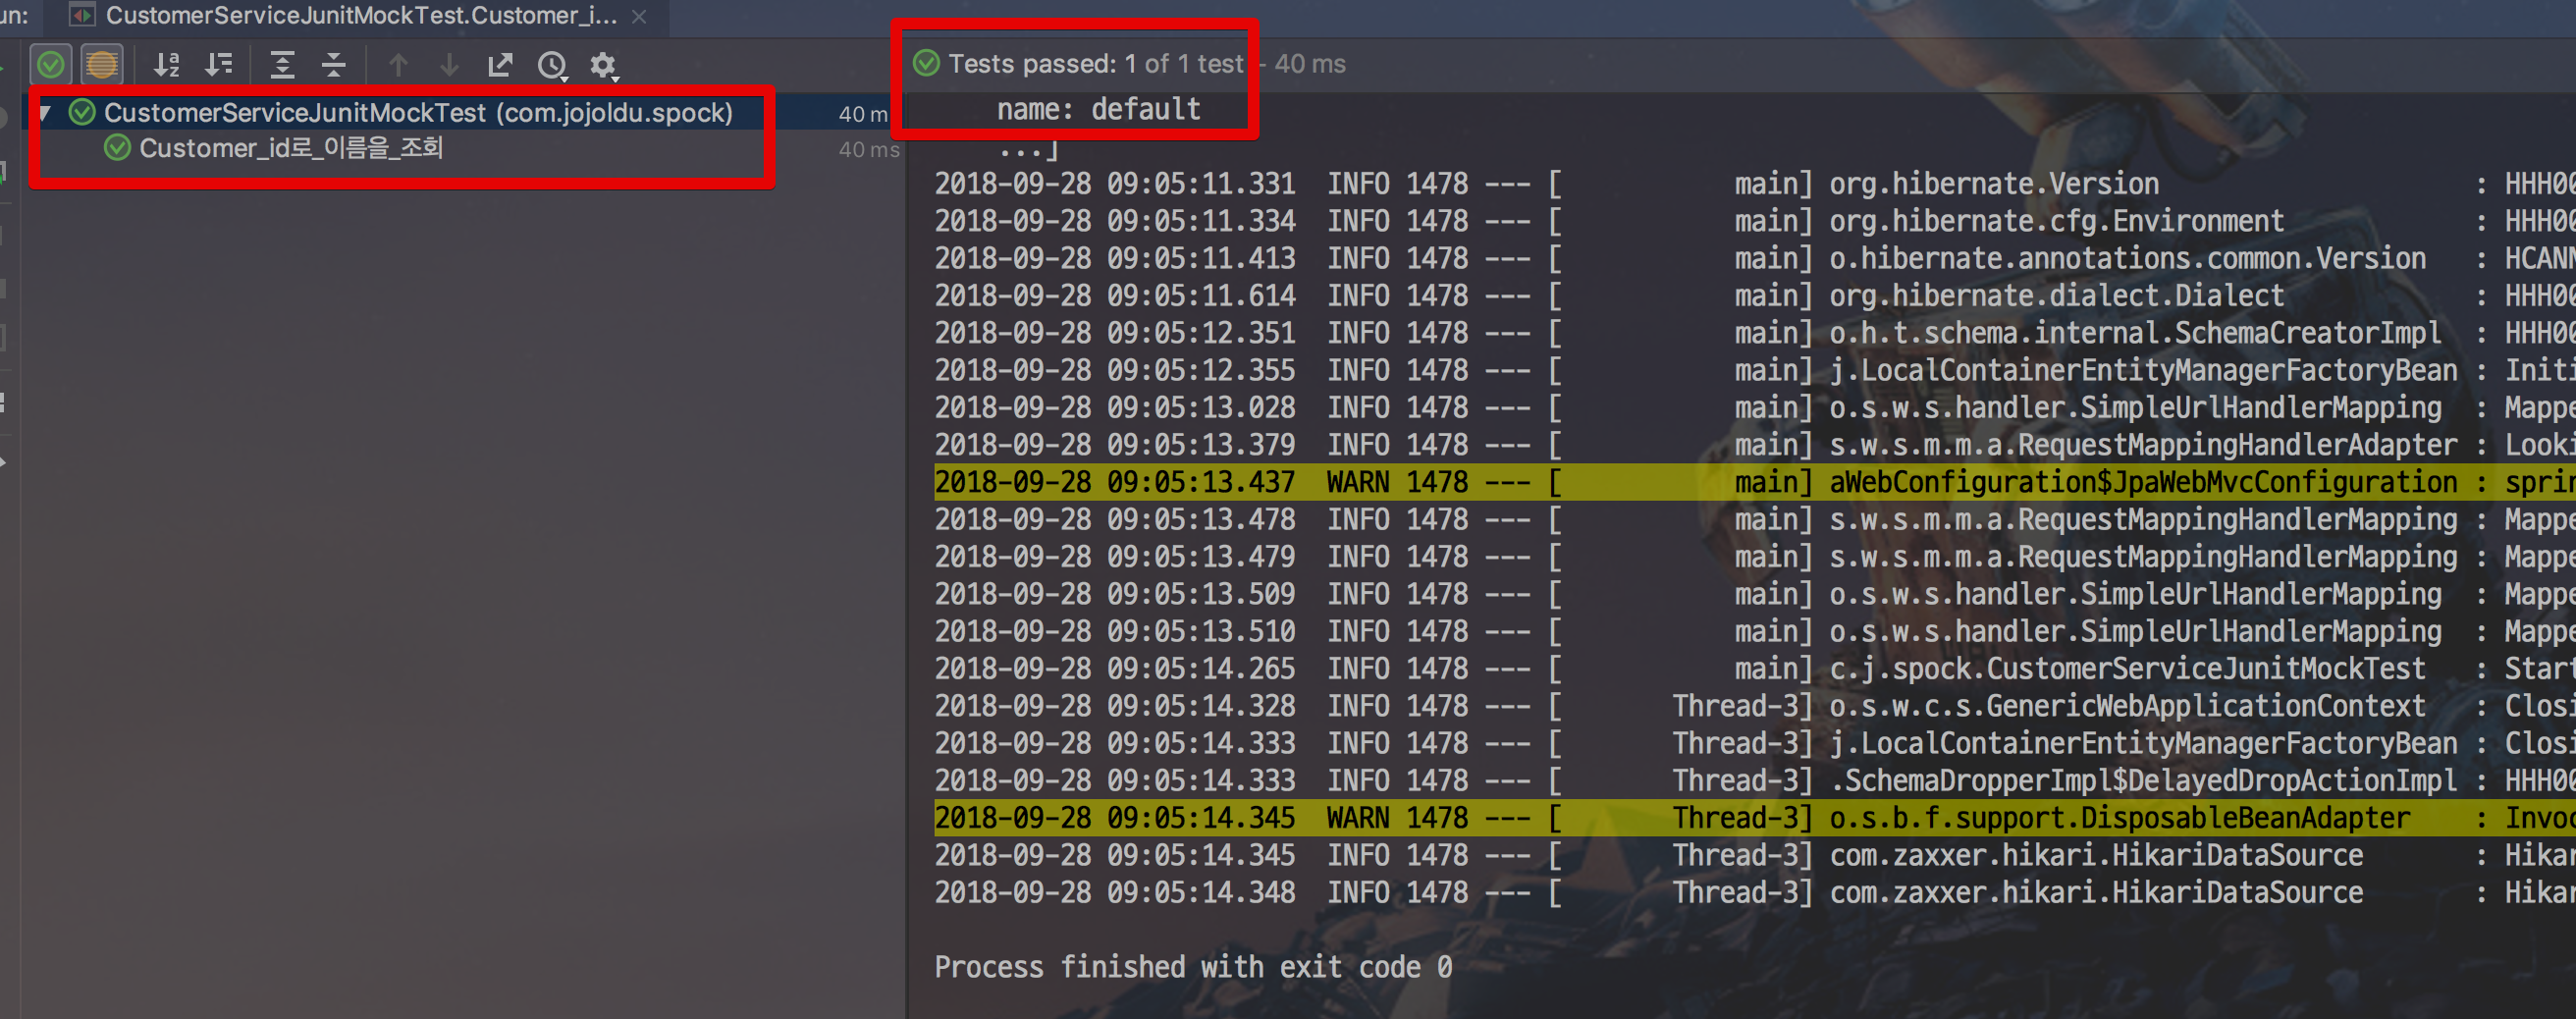 un: CustomerServiceJunitMockTest.Customer_i...
Tests passed: 1 of 1 test – 40 ms
CustomerServiceJunitMockTest (com.jojoldu.spock) 40 m
Customer_id로_이름을_조회 40 ms
name: default
...]
2018-09-28 09:05:11.331  INFO 1478 --- [           main] org.hibernate.Version                    : HHH00
2018-09-28 09:05:11.334  INFO 1478 --- [           main] org.hibernate.cfg.Environment            : HHH00
2018-09-28 09:05:11.413  INFO 1478 --- [           main] o.hibernate.annotations.common.Version   : HCANN
2018-09-28 09:05:11.614  INFO 1478 --- [           main] org.hibernate.dialect.Dialect            : HHH00
2018-09-28 09:05:12.351  INFO 1478 --- [           main] o.h.t.schema.internal.SchemaCreatorImpl  : HHH00
2018-09-28 09:05:12.355  INFO 1478 --- [           main] j.LocalContainerEntityManagerFactoryBean : Initi
2018-09-28 09:05:13.028  INFO 1478 --- [           main] o.s.w.s.handler.SimpleUrlHandlerMapping  : Mappe
2018-09-28 09:05:13.379  INFO 1478 --- [           main] s.w.s.m.m.a.RequestMappingHandlerAdapter : Looki
2018-09-28 09:05:13.437  WARN 1478 --- [           main] aWebConfiguration$JpaWebMvcConfiguration : sprin
2018-09-28 09:05:13.478  INFO 1478 --- [           main] s.w.s.m.m.a.RequestMappingHandlerMapping : Mappe
2018-09-28 09:05:13.479  INFO 1478 --- [           main] s.w.s.m.m.a.RequestMappingHandlerMapping : Mappe
2018-09-28 09:05:13.509  INFO 1478 --- [           main] o.s.w.s.handler.SimpleUrlHandlerMapping  : Mappe
2018-09-28 09:05:13.510  INFO 1478 --- [           main] o.s.w.s.handler.SimpleUrlHandlerMapping  : Mappe
2018-09-28 09:05:14.265  INFO 1478 --- [           main] c.j.spock.CustomerServiceJunitMockTest   : Start
2018-09-28 09:05:14.328  INFO 1478 --- [       Thread-3] o.s.w.c.s.GenericWebApplicationContext   : Closi
2018-09-28 09:05:14.333  INFO 1478 --- [       Thread-3] j.LocalContainerEntityManagerFactoryBean : Closi
2018-09-28 09:05:14.333  INFO 1478 --- [       Thread-3] .SchemaDropperImpl$DelayedDropActionImpl : HHH00
2018-09-28 09:05:14.345  WARN 1478 --- [       Thread-3] o.s.b.f.support.DisposableBeanAdapter    : Invoc
2018-09-28 09:05:14.345  INFO 1478 --- [       Thread-3] com.zaxxer.hikari.HikariDataSource       : Hikar
2018-09-28 09:05:14.348  INFO 1478 --- [       Thread-3] com.zaxxer.hikari.HikariDataSource       : Hikar
Process finished with exit code 0